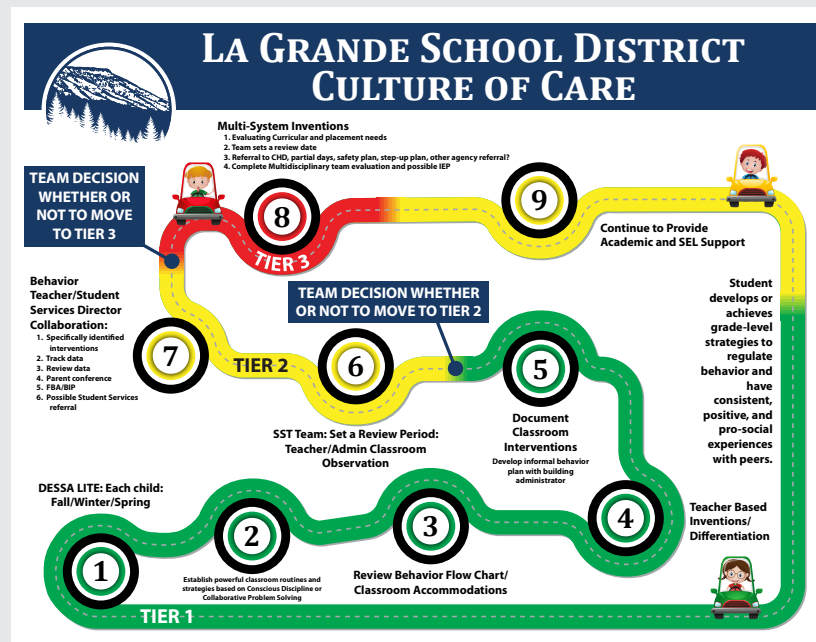 LA GRANDE SCHOOL DISTRICT
CULTURE OF CARE
Multi-System Inventions
1. Evaluating Curricular and placement needs
2. Team sets a review date
3. Referral to CHD, partial days, safety plan, step-up plan, other agency referral?
4. Complete Multidisciplinary team evaluation and possible IEP
TEAM DECISION
WHETHER OR
NOT TO MOVE
TO TIER 3
8
TIER 3
9
Continue to Provide
Academic and SEL Support
Behavior
Teacher/Student
Services Director
Collaboration:
1. Specifically identified
interventions
2. Track data
3. Review data
4. Parent conference
5. FBA/BIP
6. Possible Student Services
referral
7
TIER 2
TEAM DECISION WHETHER
OR NOT TO MOVE TO TIER 2
6
SST Team: Set a Review Period:
Teacher/Admin Classroom
Observation
5
Document
Classroom
Interventions
Develop informal behavior
plan with building
administrator
Student
develops or
achieves
grade-level
strategies to
regulate
behavior and
have
consistent,
positive, and
pro-social
experiences
with peers.
DESSA LITE: Each child:
Fall/Winter/Spring
1
2
Establish powerful classroom routines and
strategies based on Conscious Discipline or
Collaborative Problem Solving
3
Review Behavior Flow Chart/
Classroom Accommodations
4
Teacher Based
Inventions/
Differentiation
TIER 1